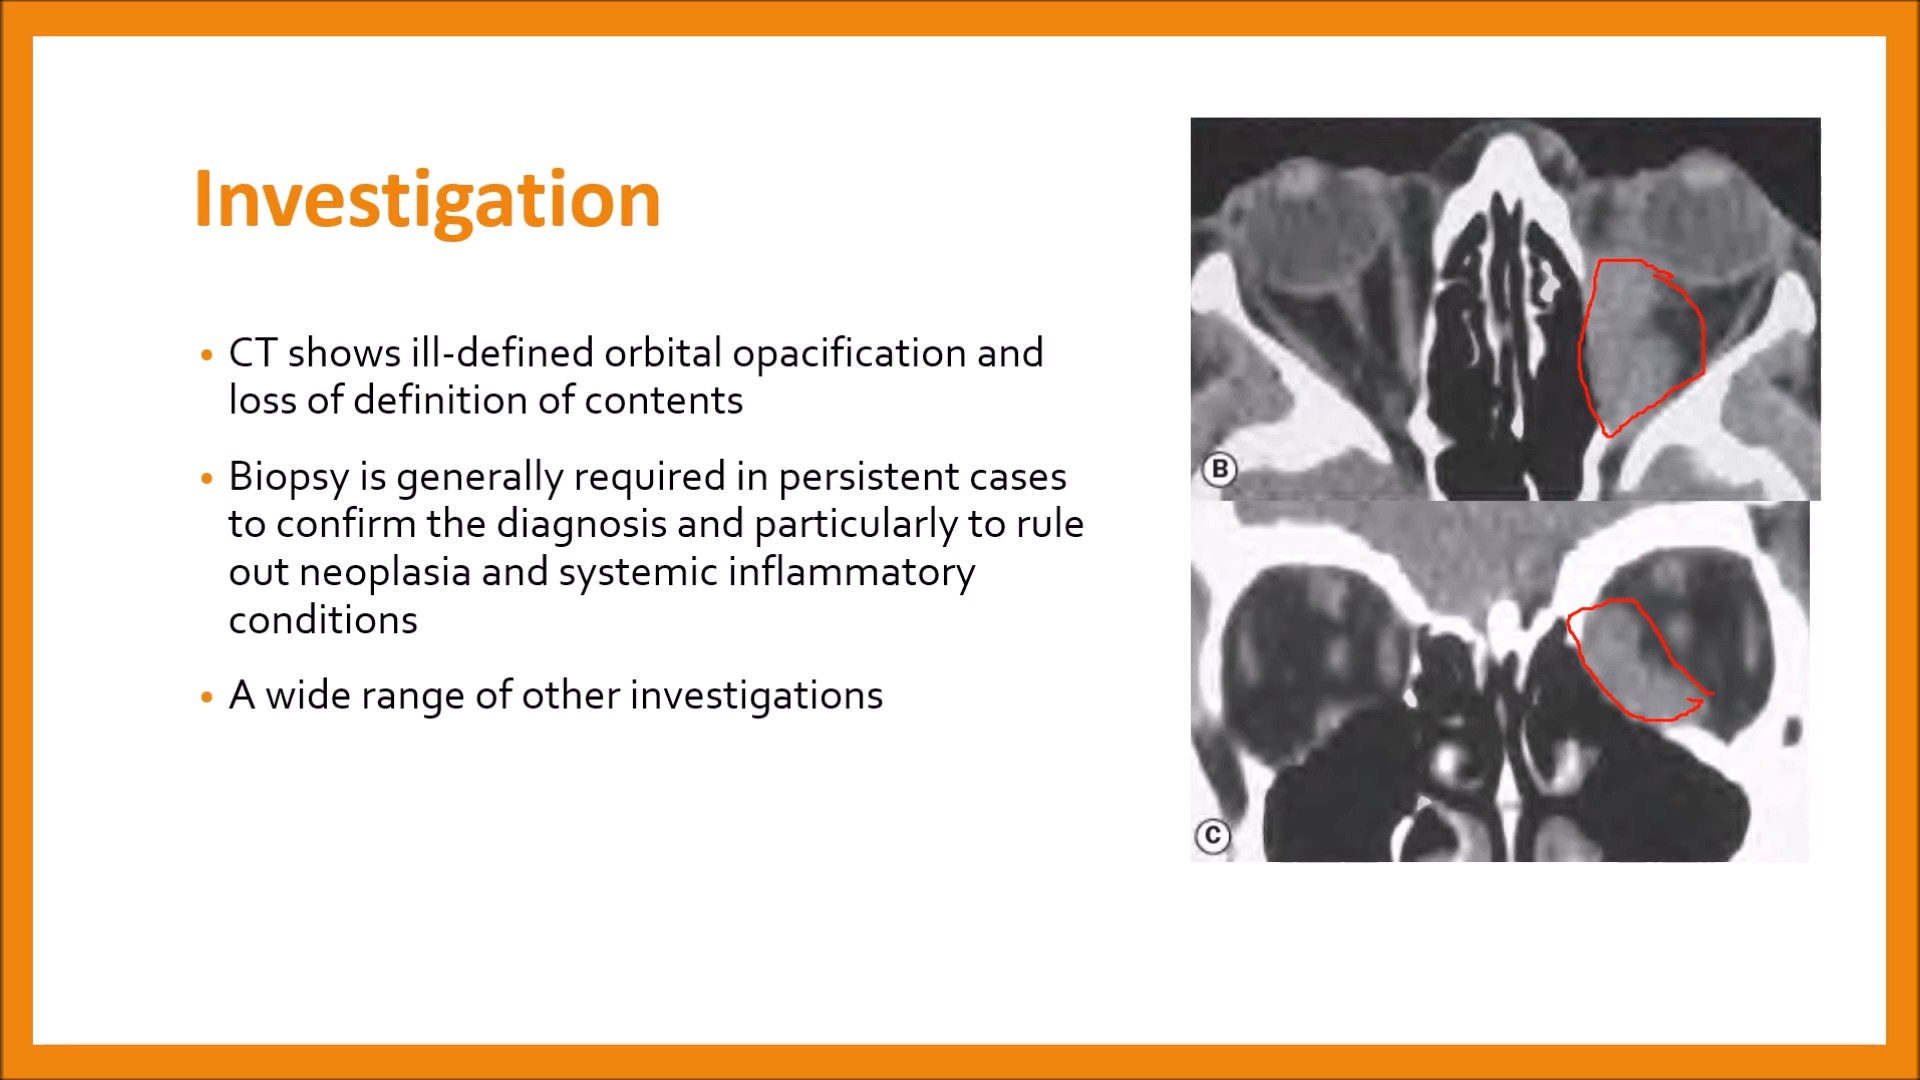 Investigation
• CT shows ill-defined orbital opacification and
loss of definition of contents
• Biopsy is generally required in persistent cases
to confirm the diagnosis and particularly to rule
out neoplasia and systemic inflammatory
conditions
• A wide range of other investigations
B
C